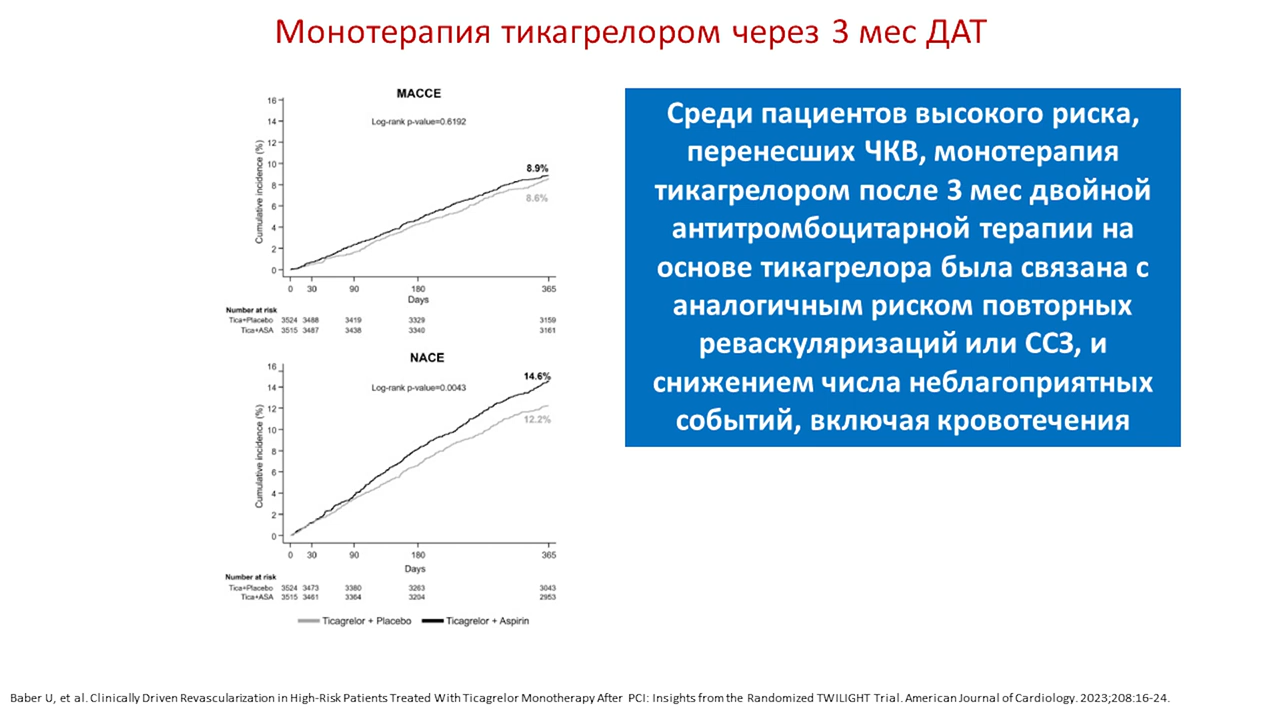 Монотерапия тикагрелором через 3 мес ДАТ
MACCE
Log-rank p-value=0.6192
Cumulative incidence (%)
16
14
12
10
8
6
4
2
0
8.9%
8.6%
0 30 90 180 365
Days
Number at risk
Tica+Placebo 3524 3488 3419 3329 3159
Tica+ASA 3515 3487 3438 3340 3161
NACE
Log-rank p-value=0.0043
Cumulative incidence (%)
16
14
12
10
8
6
4
2
0
14.6%
12.2%
0 30 90 180 365
Days
Number at risk
Tica+Placebo 3524 3473 3380 3263 3043
Tica+ASA 3515 3461 3364 3204 2953
Ticagrelor + Placebo Ticagrelor + Aspirin
Среди пациентов высокого риска,
перенесших ЧКВ, монотерапия
тикагрелором после 3 мес двойной
антитромбоцитарной терапии на
основе тикагрелора была связана с
аналогичным риском повторных
реваскуляризаций или ССЗ, и
снижением числа неблагоприятных
событий, включая кровотечения
Baber U, et al. Clinically Driven Revascularization in High-Risk Patients Treated With Ticagrelor Monotherapy After PCI: Insights from the Randomized TWILIGHT Trial. American Journal of Cardiology. 2023;208:16-24.